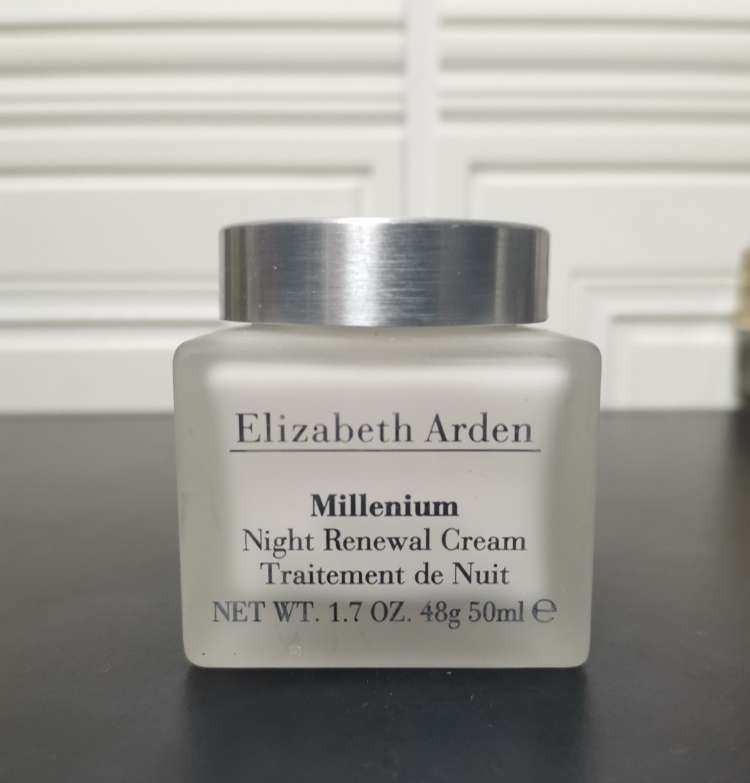 Elizabeth Arden
Millenium
Night Renewal Cream
Traitement de Nuit
NET WT. 1.7 OZ. 48g 50ml ℮